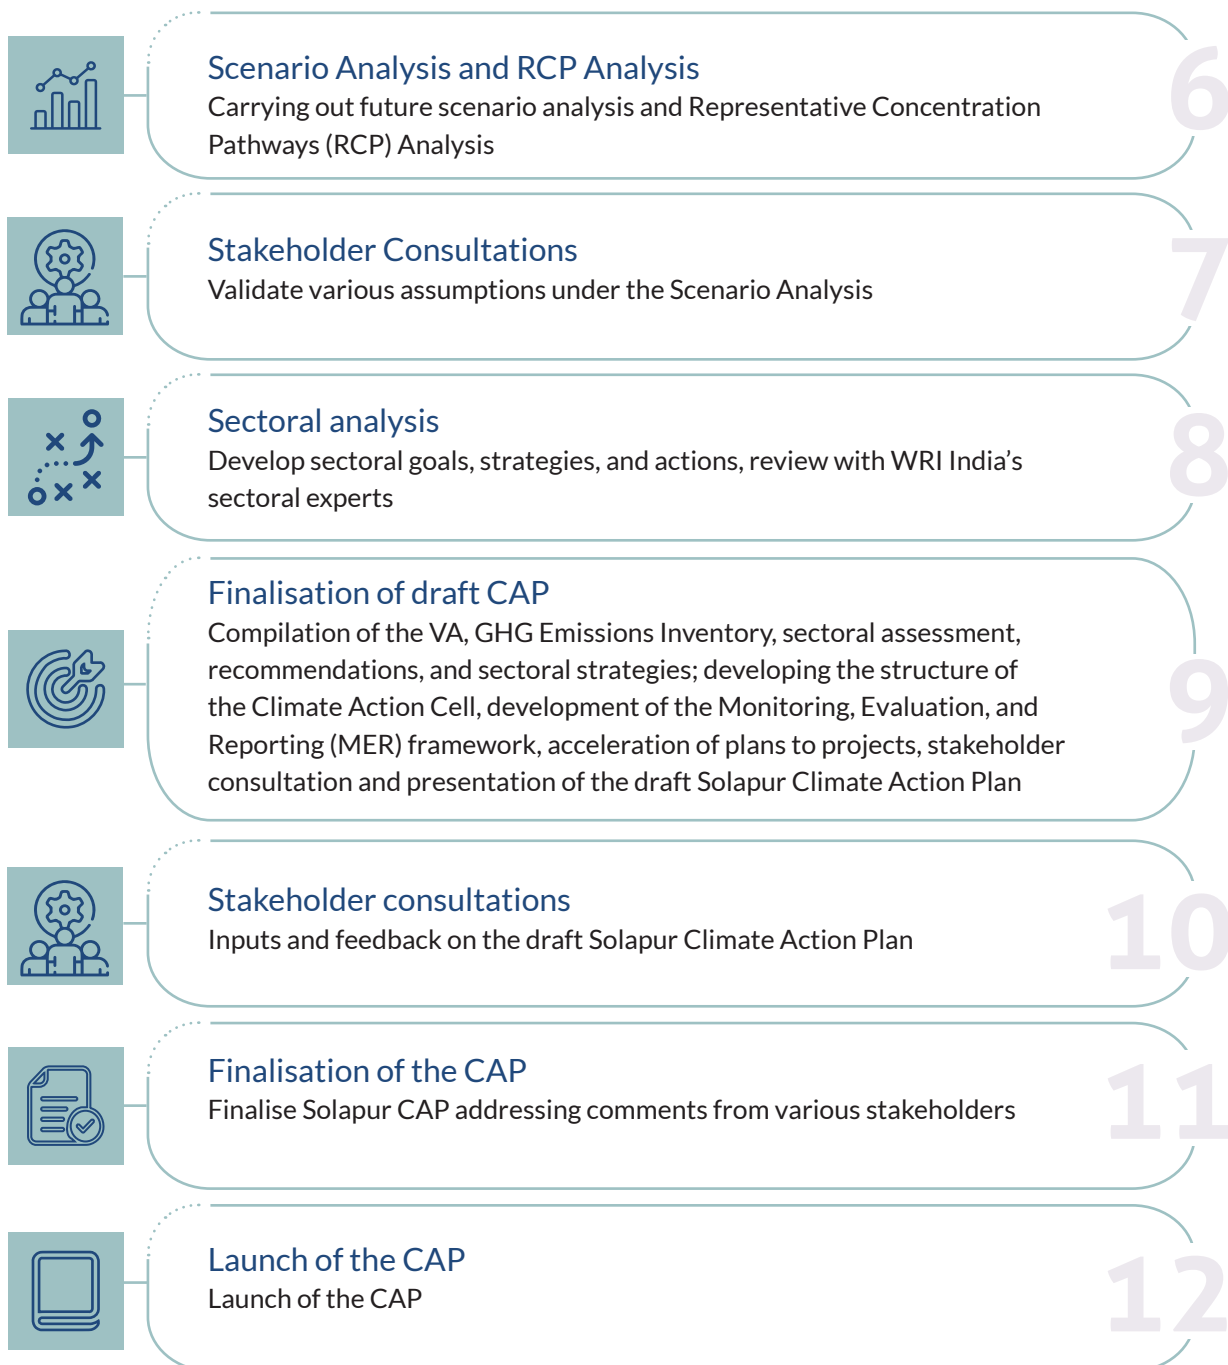 Scenario Analysis and RCP Analysis
Carrying out future scenario analysis and Representative Concentration
Pathways (RCP) Analysis
6
Stakeholder Consultations
Validate various assumptions under the Scenario Analysis
7
Sectoral analysis
Develop sectoral goals, strategies, and actions, review with WRI India’s
sectoral experts
8
Finalisation of draft CAP
Compilation of the VA, GHG Emissions Inventory, sectoral assessment,
recommendations, and sectoral strategies; developing the structure of
the Climate Action Cell, development of the Monitoring, Evaluation, and
Reporting (MER) framework, acceleration of plans to projects, stakeholder
consultation and presentation of the draft Solapur Climate Action Plan
9
Stakeholder consultations
Inputs and feedback on the draft Solapur Climate Action Plan
10
Finalisation of the CAP
Finalise Solapur CAP addressing comments from various stakeholders
11
Launch of the CAP
Launch of the CAP
12